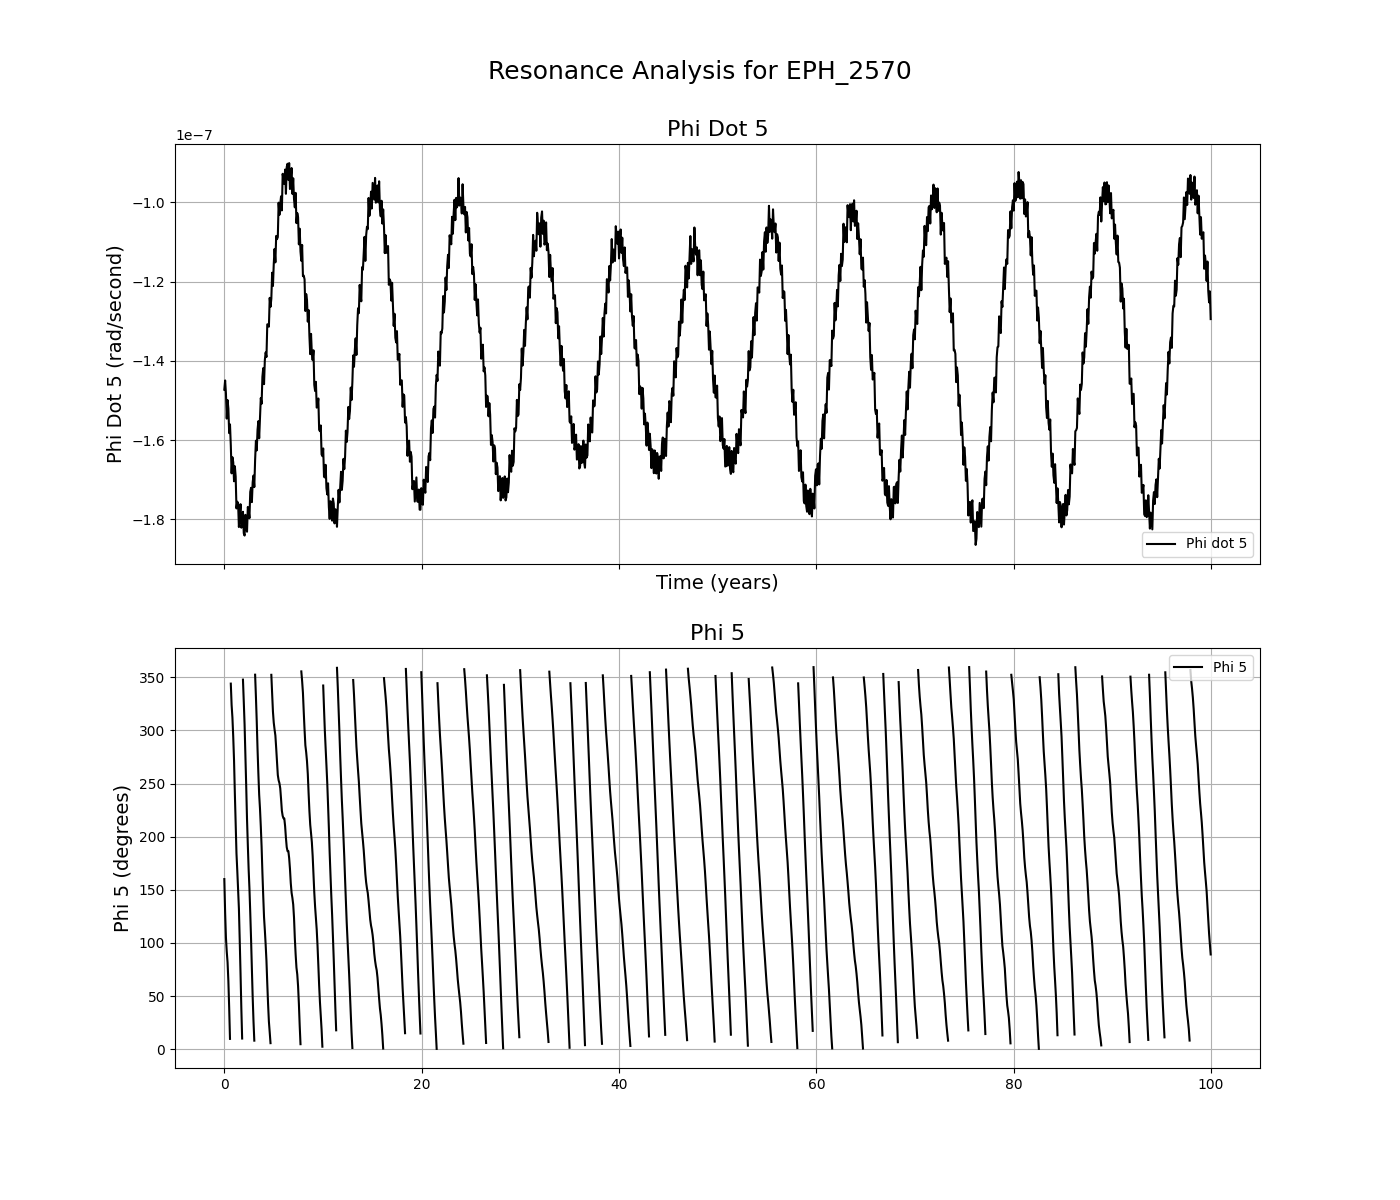 Resonance Analysis for EPH_2570
Phi Dot 5
1e−7
−1.0
−1.2
−1.4
−1.6
−1.8
Phi Dot 5 (rad/second)
Phi dot 5
Time (years)
Phi 5
350
300
250
200
150
100
50
0
Phi 5 (degrees)
Phi 5
0 20 40 60 80 100